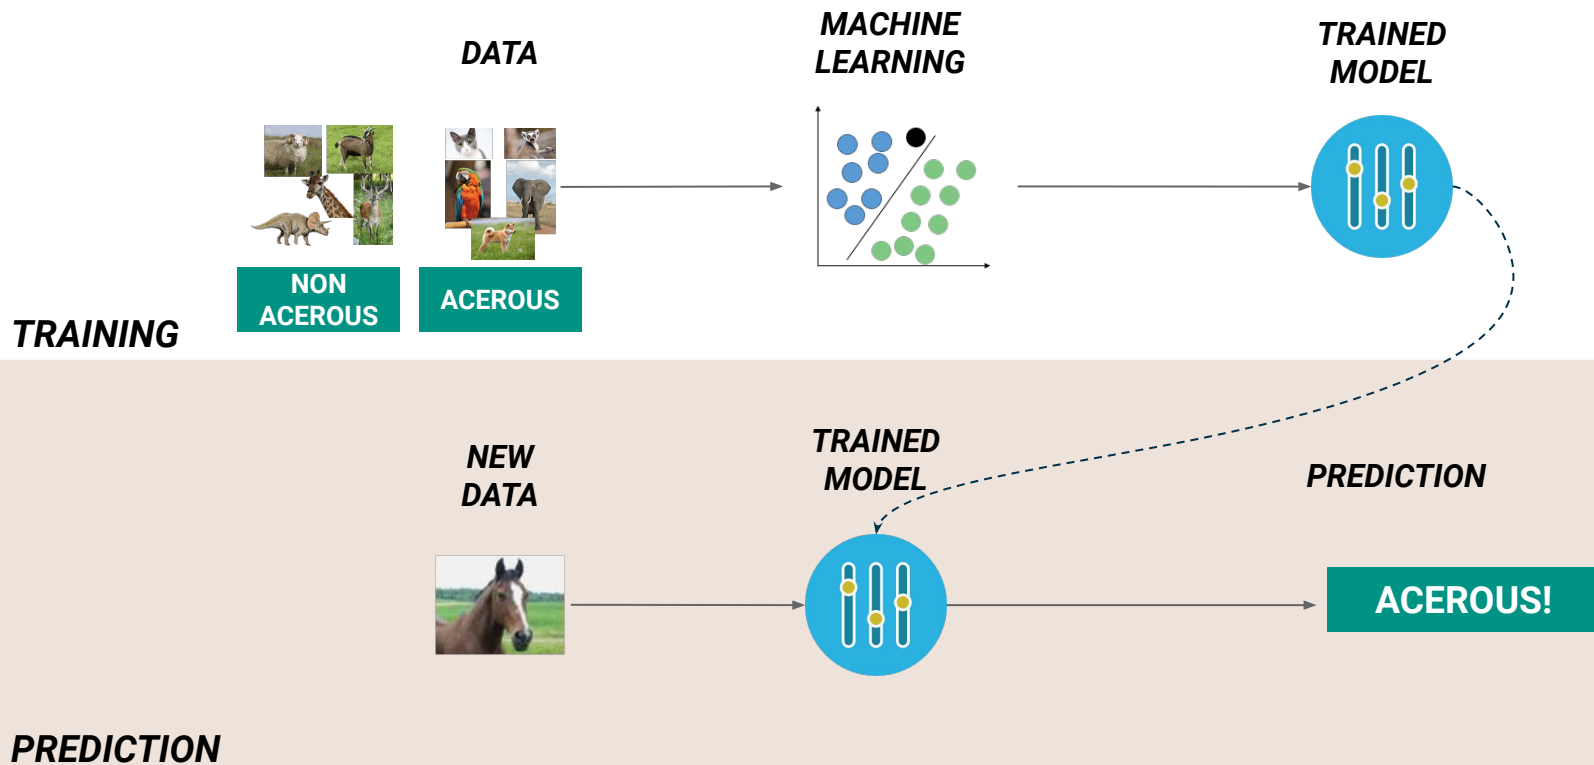 DATA
MACHINE
LEARNING
TRAINED
MODEL
NON
ACEROUS
ACEROUS
TRAINING
NEW
DATA
TRAINED
MODEL
PREDICTION
ACEROUS!
PREDICTION